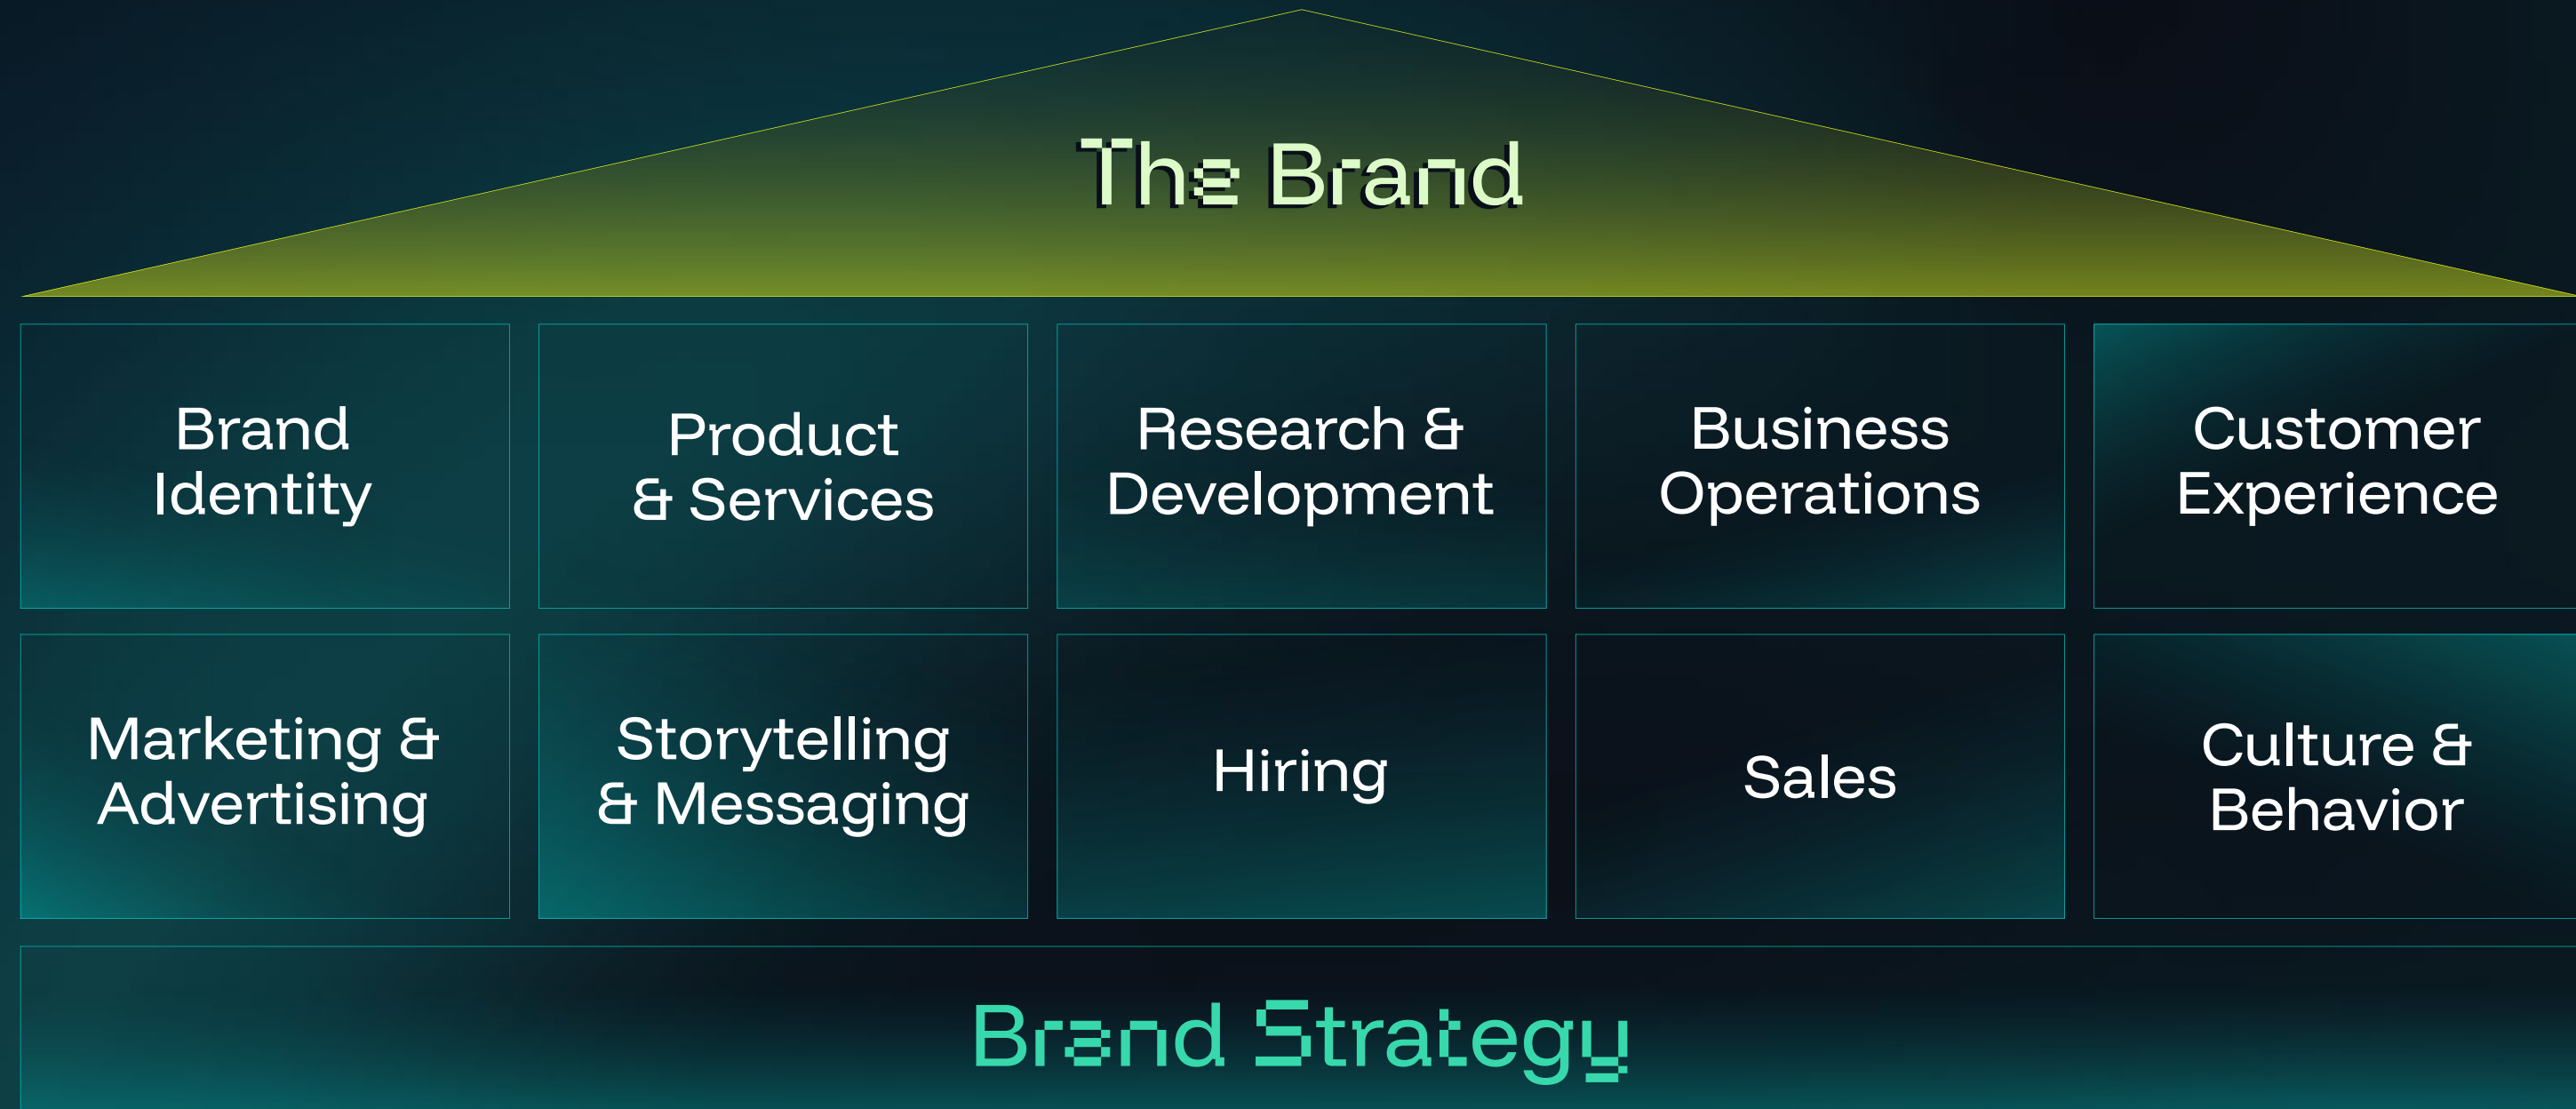 The Brand
Brand
Identity
Product
& Services
Research &
Development
Business
Operations
Customer
Experience
Marketing &
Advertising
Storytelling
& Messaging
Hiring
Sales
Culture &
Behavior
Brand Strategy